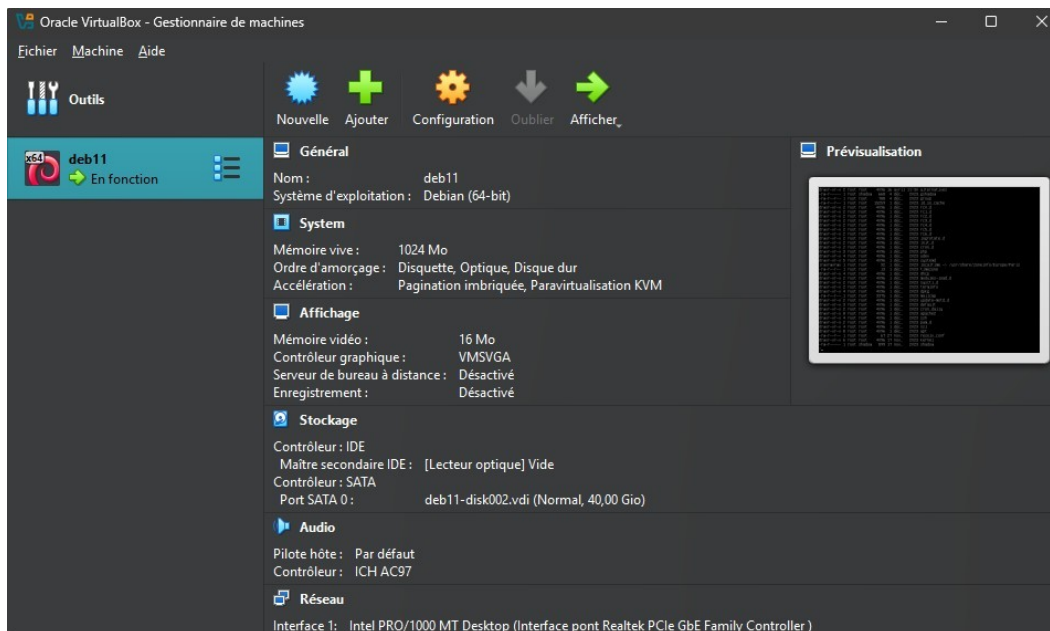 Oracle VirtualBox - Gestionnaire de machines
Fichier Machine Aide
Outils
Nouvelle Ajouter Configuration Oublier Afficher
x64
deb11
En fonction
Général
Nom : deb11
Système d'exploitation : Debian (64-bit)
System
Mémoire vive : 1024 Mo
Ordre d'amorçage : Disquette, Optique, Disque dur
Accélération : Pagination imbriquée, Paravirtualisation KVM
Affichage
Mémoire vidéo : 16 Mo
Contrôleur graphique : VMSVGA
Serveur de bureau à distance : Désactivé
Enregistrement : Désactivé
Stockage
Contrôleur : IDE
Maître secondaire IDE : [Lecteur optique] Vide
Contrôleur : SATA
Port SATA 0 : deb11-disk002.vdi (Normal, 40,00 Gio)
Audio
Pilote hôte : Par défaut
Contrôleur : ICH AC97
Réseau
Interface 1: Intel PRO/1000 MT Desktop (Interface pont Realtek PCIe GbE Family Controller )
Prévisualisation